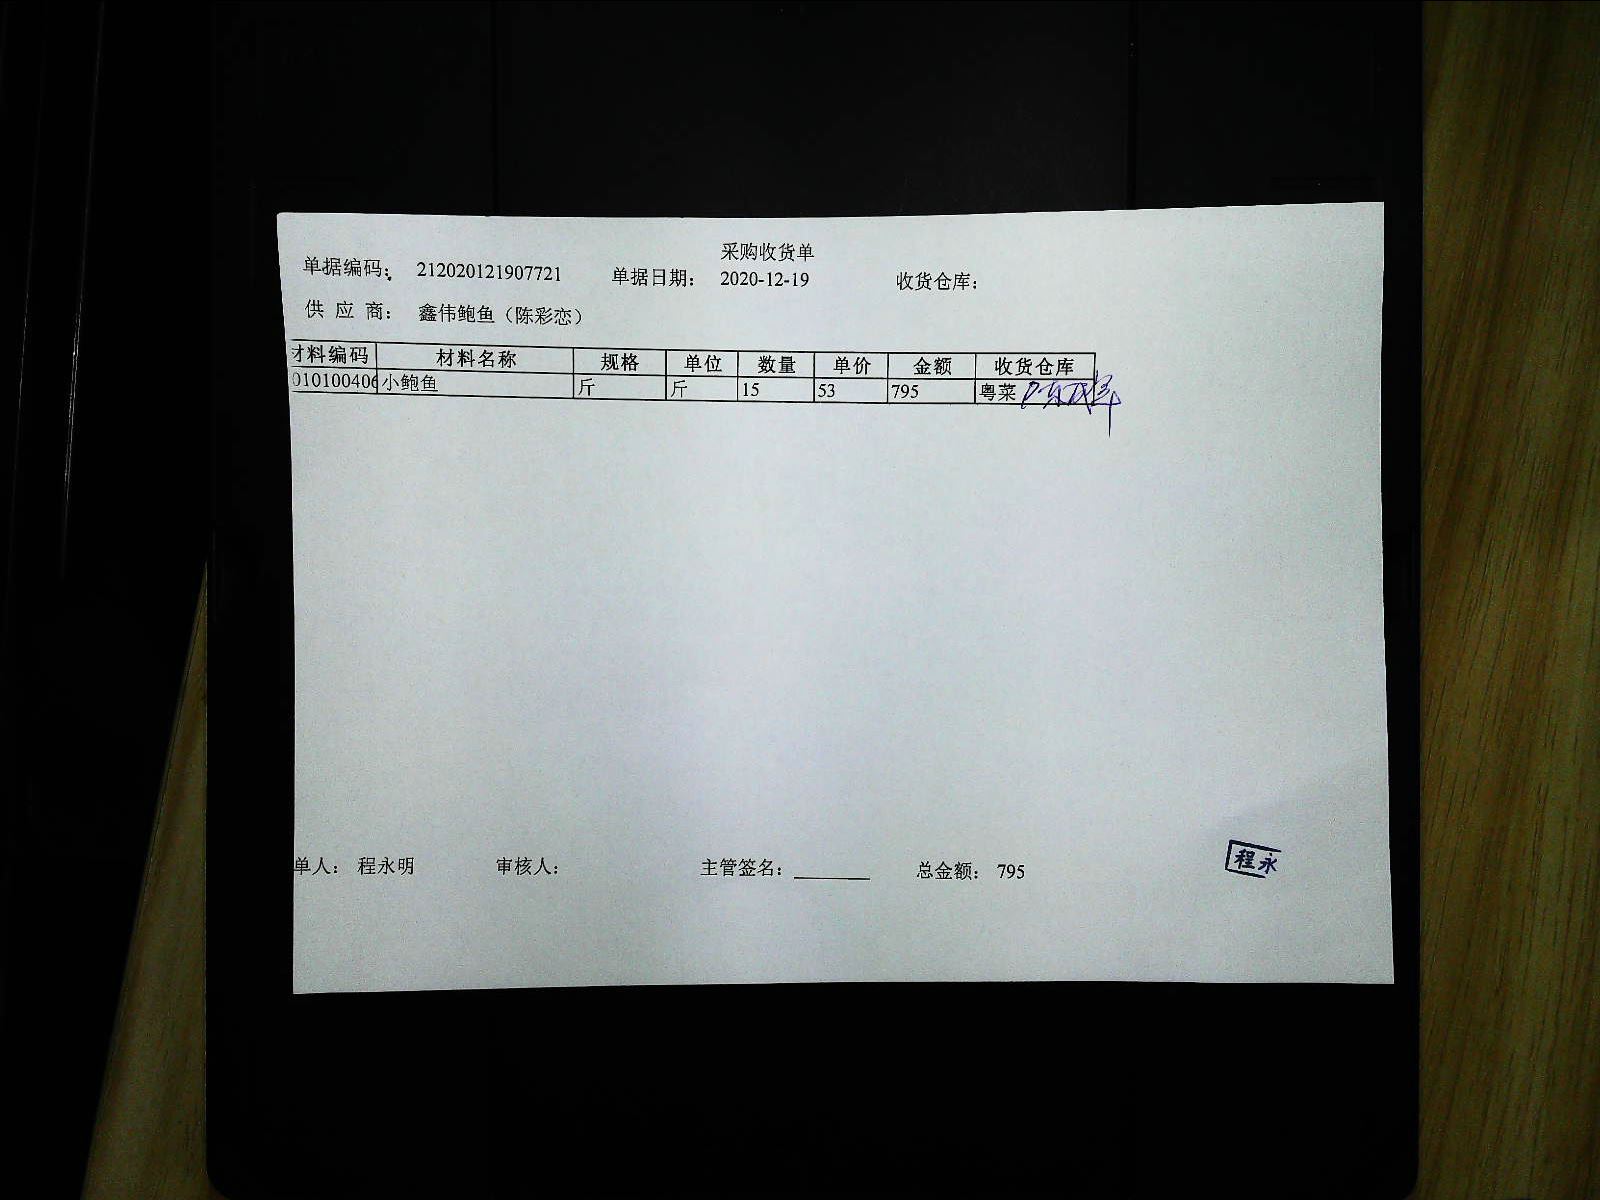 采购收货单
单据编码: 212020121907721 单据日期: 2020-12-19 收货仓库:
供 应 商: 鑫伟鲍鱼（陈彩恋）
材料编码 材料名称 规格 单位 数量 单价 金额 收货仓库
010100406 小鲍鱼 斤 斤 15 53 795 粤菜
单人: 程永明 审核人: 主管签名: 总金额: 795
程永